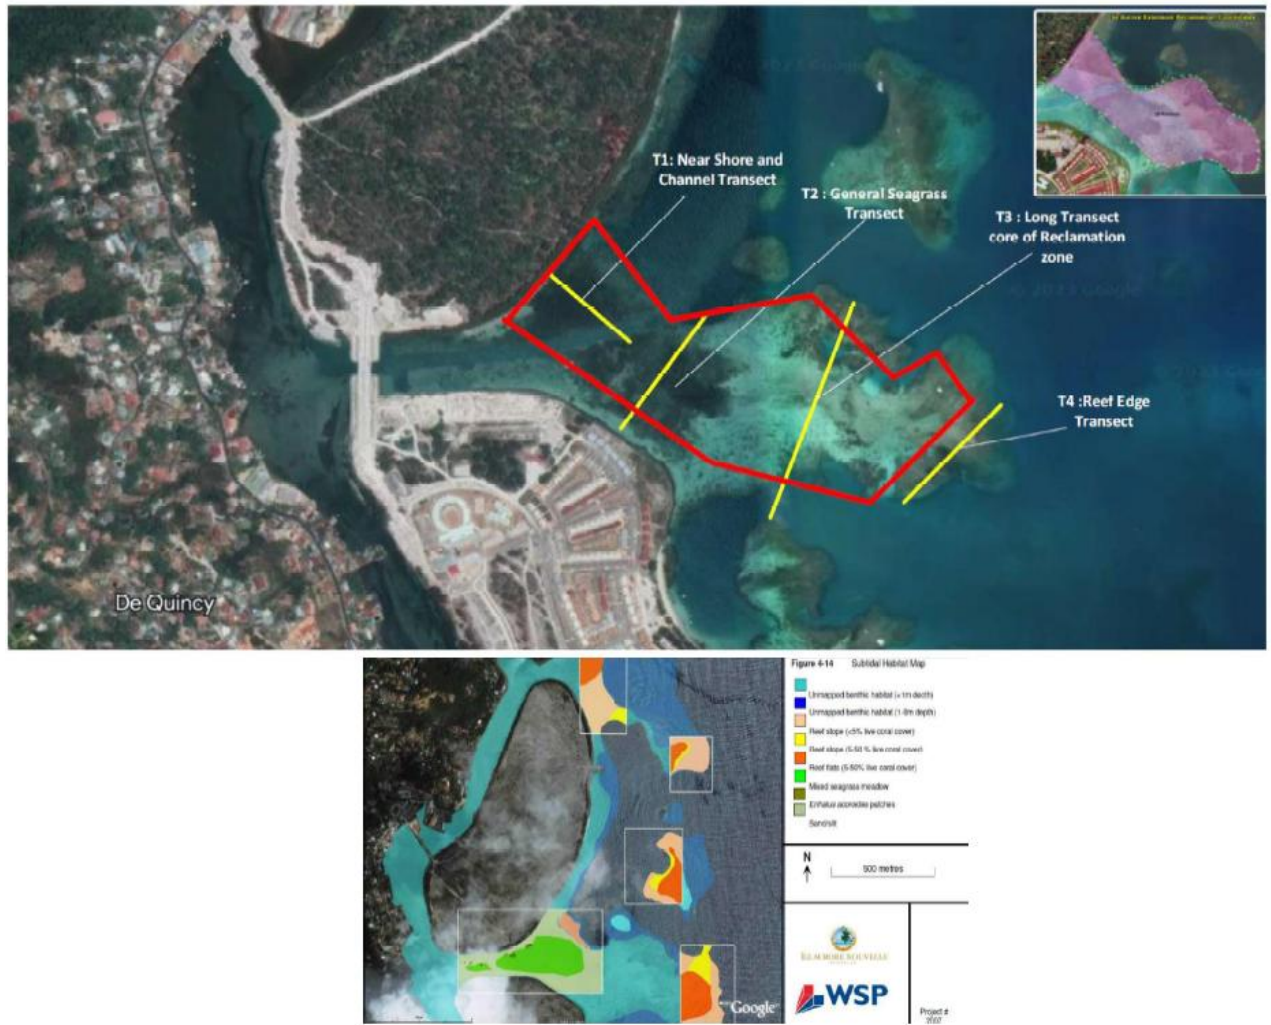 T1: Near Shore and
Channel Transect
T2 : General Seagrass
Transect
T3 : Long Transect
core of Reclamation
zone
T4 :Reef Edge
Transect
De Quincy
Figure 4-14 Subtidal Habitat Map
Unmapped benthic habitat (<1m depth)
Unmapped benthic habitat (1-8m depth)
Reef slope (<5% live coral cover)
Reef slope (5-50 % live coral cover)
Reef flats (5-50% live coral cover)
Mixed seagrass meadow
Enhalus acoroides patches
Sand/silt
N
500 metres
WSP
Google
Project #